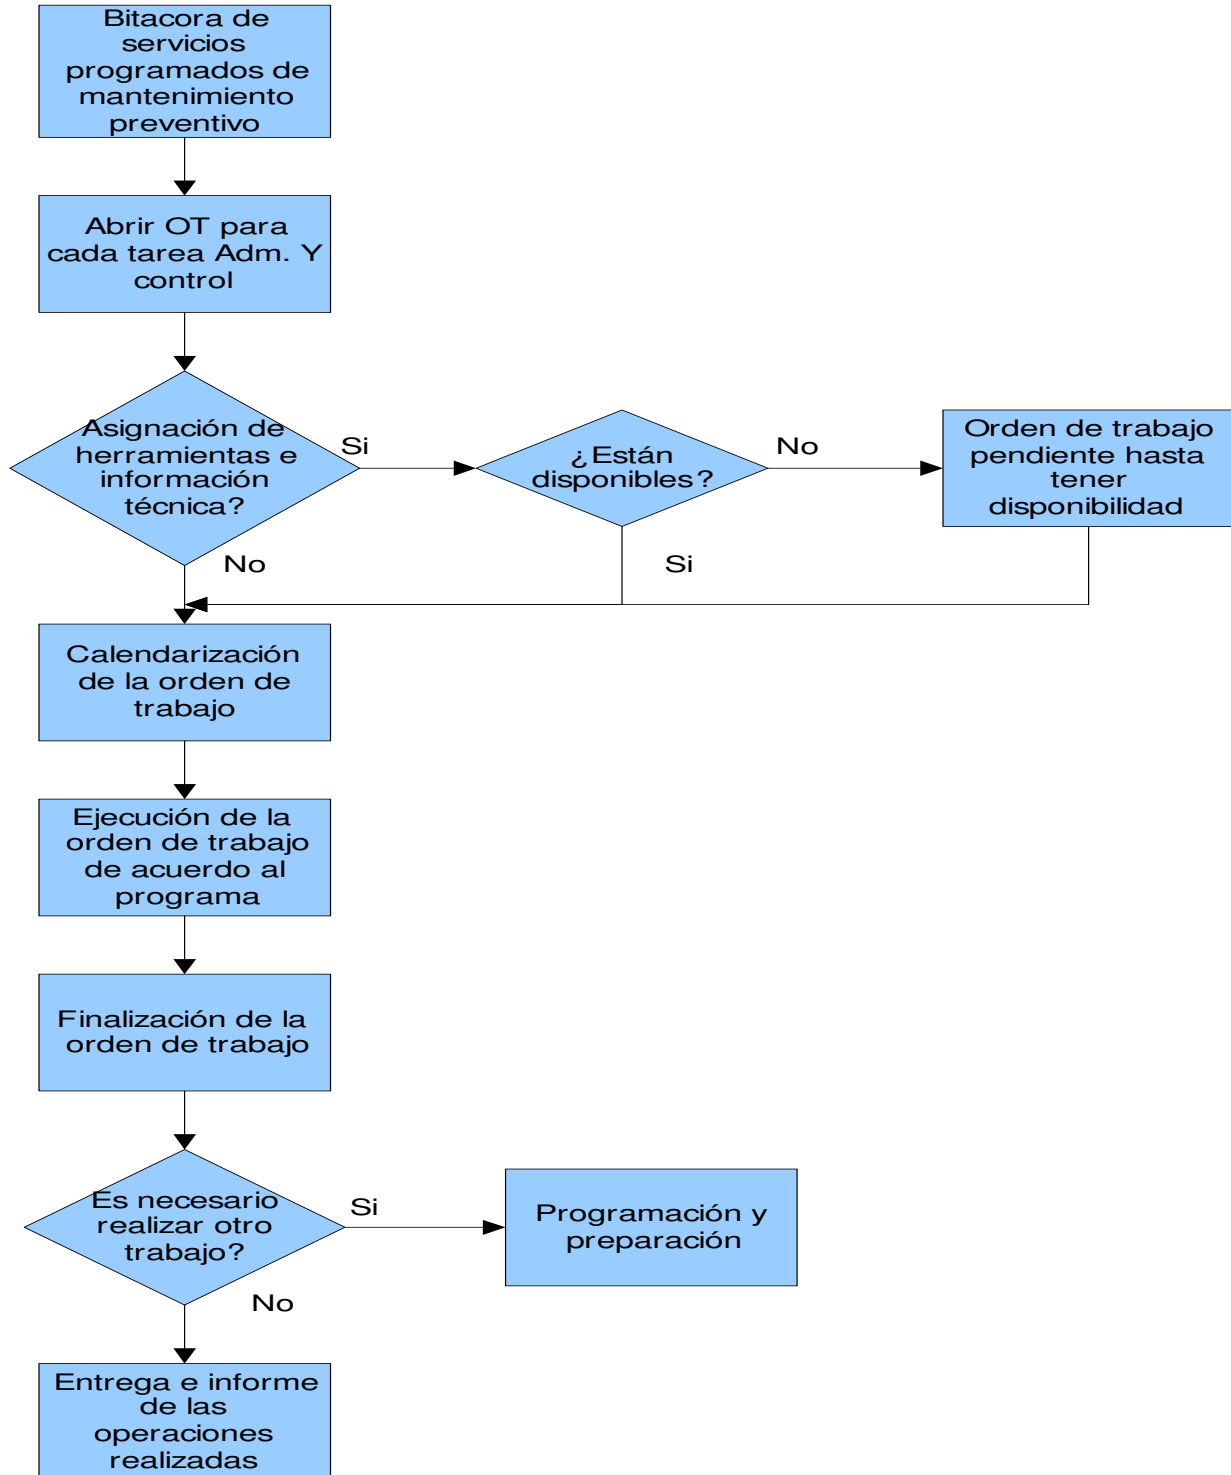 Bitacora de
servicios
programados de
mantenimiento
preventivo
Abrir OT para
cada tarea Adm. Y
control
Asignación de
herramientas e
información
técnica?
Si
¿Están
disponibles?
No
Orden de trabajo
pendiente hasta
tener
disponibilidad
No
Si
Calendarización
de la orden de
trabajo
Ejecución de la
orden de trabajo
de acuerdo al
programa
Finalización de la
orden de trabajo
Es necesario
realizar otro
trabajo?
Si
Programación y
preparación
No
Entrega e informe
de las
operaciones
realizadas